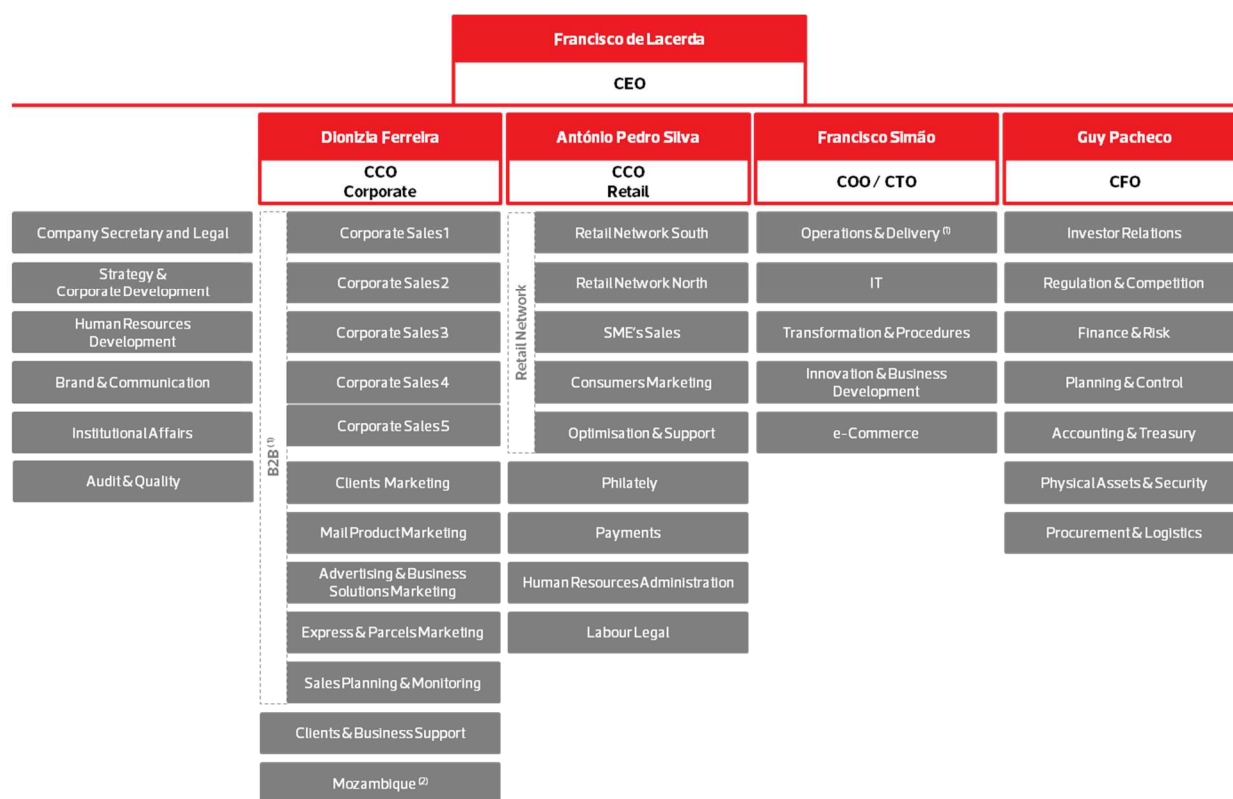 Francisco de Lacerda
CEO
Dionizia Ferreira
CCO
Corporate
António Pedro Silva
CCO
Retail
Francisco Simão
COO / CTO
Guy Pacheco
CFO
Company Secretary and Legal
Strategy &
Corporate Development
Human Resources
Development
Brand & Communication
Institutional Affairs
Audit & Quality
B2B (1)
Corporate Sales 1
Corporate Sales 2
Corporate Sales 3
Corporate Sales 4
Corporate Sales 5
Clients Marketing
Mail Product Marketing
Advertising & Business
Solutions Marketing
Express & Parcels Marketing
Sales Planning & Monitoring
Clients & Business Support
Mozambique (2)
Retail Network
Retail Network South
Retail Network North
SME's Sales
Consumers Marketing
Optimisation & Support
Philately
Payments
Human Resources Administration
Labour Legal
Operations & Delivery (1)
IT
Transformation & Procedures
Innovation & Business
Development
e-Commerce
Investor Relations
Regulation & Competition
Finance & Risk
Planning & Control
Accounting & Treasury
Physical Assets & Security
Procurement & Logistics